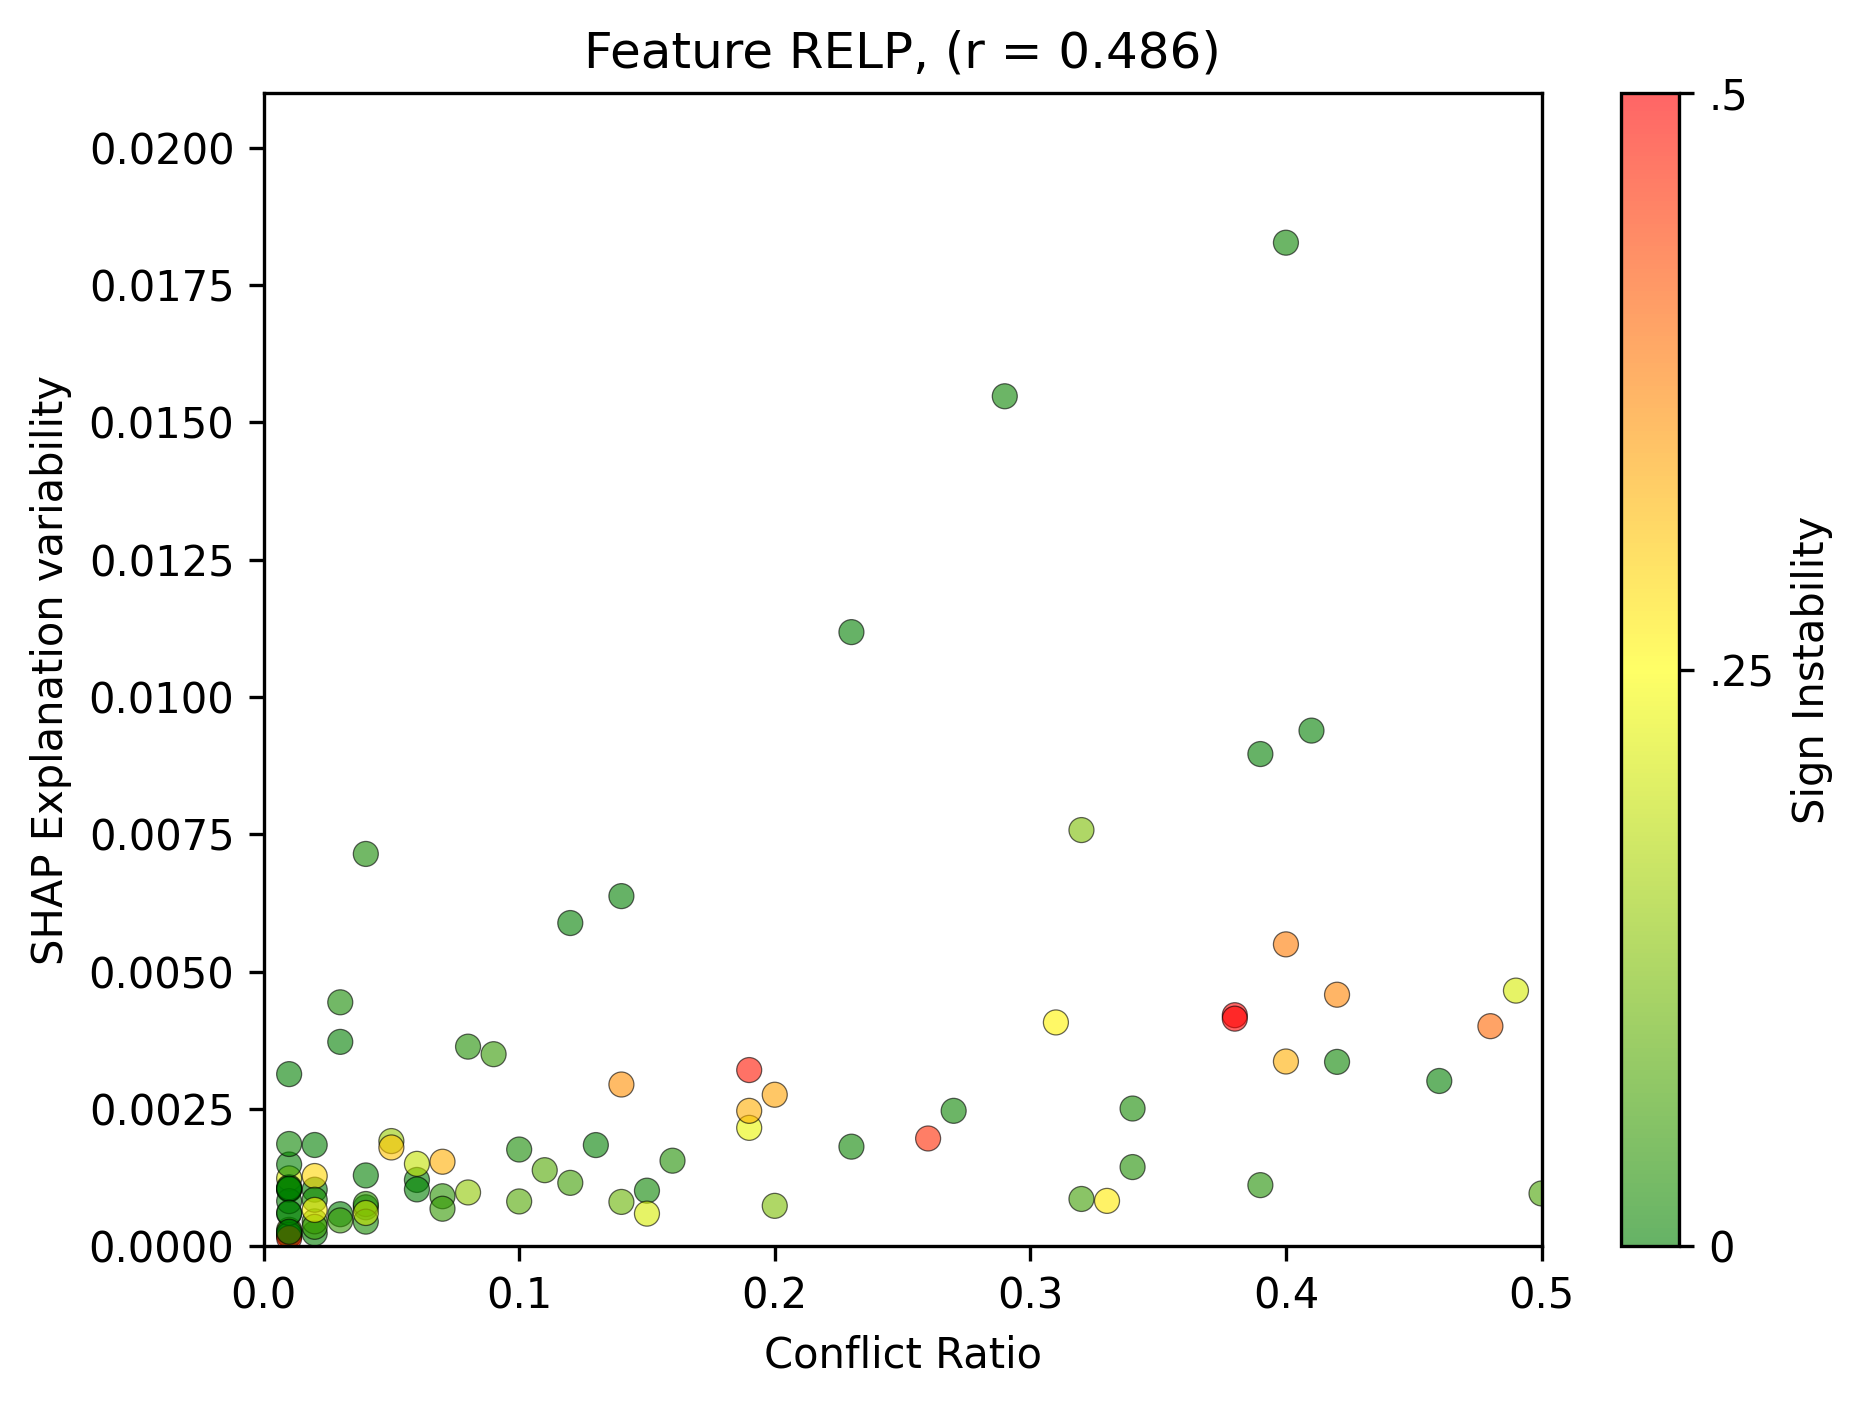 Feature RELP, (r = 0.486)
SHAP Explanation variability
0.0200
0.0175
0.0150
0.0125
0.0100
0.0075
0.0050
0.0025
0.0000
0.0 0.1 0.2 0.3 0.4 0.5
Conflict Ratio
.5
.25
0
Sign Instability